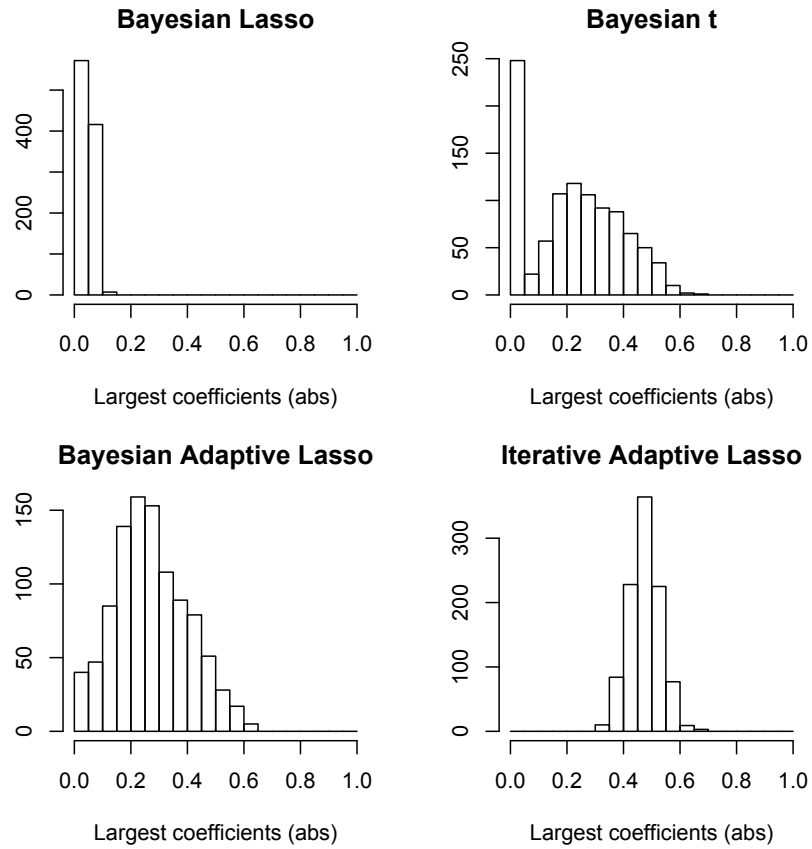 Bayesian Lasso
400
200
0
0.0 0.2 0.4 0.6 0.8 1.0
Largest coefficients (abs)
Bayesian t
250
150
50
0
0.0 0.2 0.4 0.6 0.8 1.0
Largest coefficients (abs)
Bayesian Adaptive Lasso
150
100
50
0
0.0 0.2 0.4 0.6 0.8 1.0
Largest coefficients (abs)
Iterative Adaptive Lasso
300
200
100
0
0.0 0.2 0.4 0.6 0.8 1.0
Largest coefficients (abs)